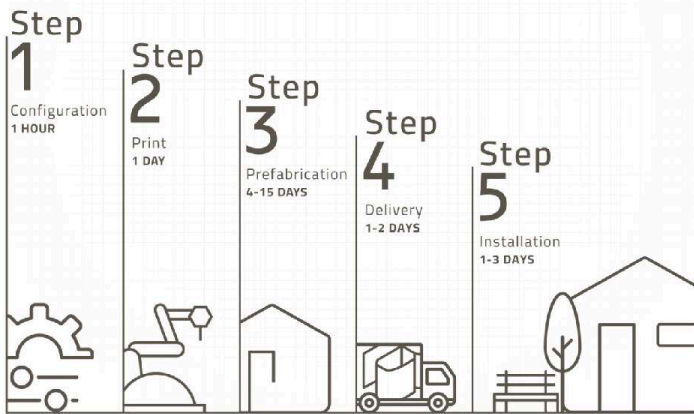 Step
1
Configuration
1 HOUR
Step
2
Print
1 DAY
Step
3
Prefabrication
4-15 DAYS
Step
4
Delivery
1-2 DAYS
Step
5
Installation
1-3 DAYS